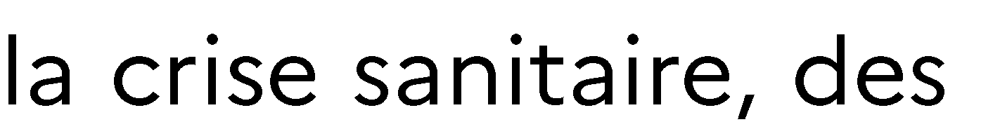 la crise sanitaire, des